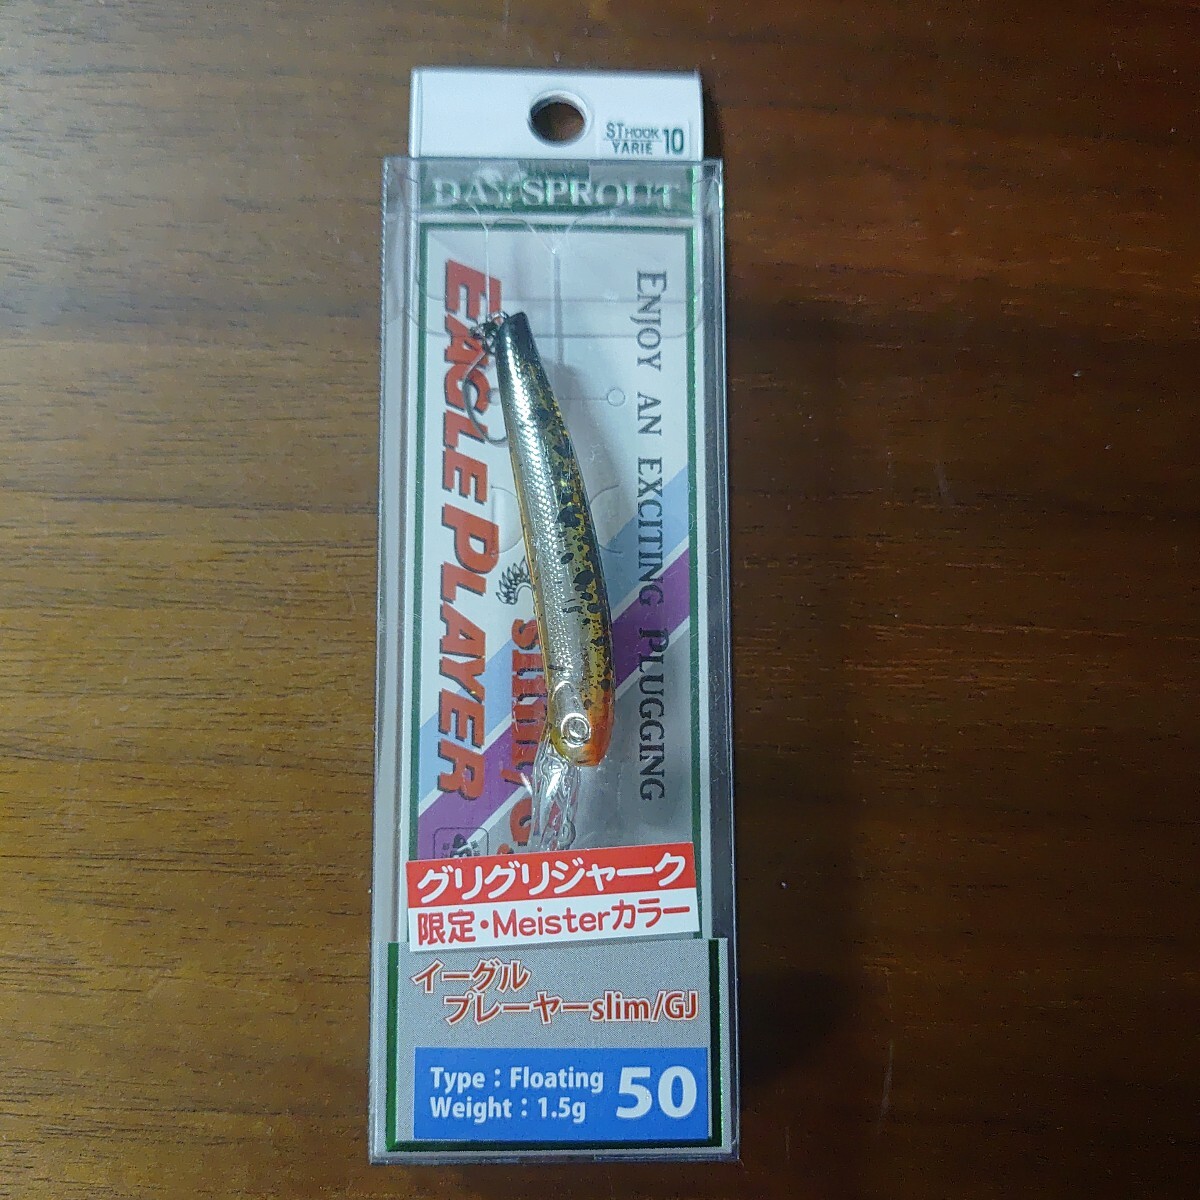 ST HOOK 10
YARIE
DAYSPROUT
ENJOY AN EXCITING PLUGGING
EAGLE PLAYER
slim/G
グリグリジャーク
限定・Meisterカラー
イーグル
プレーヤーslim/GJ
Type：Floating
Weight：1.5g
50